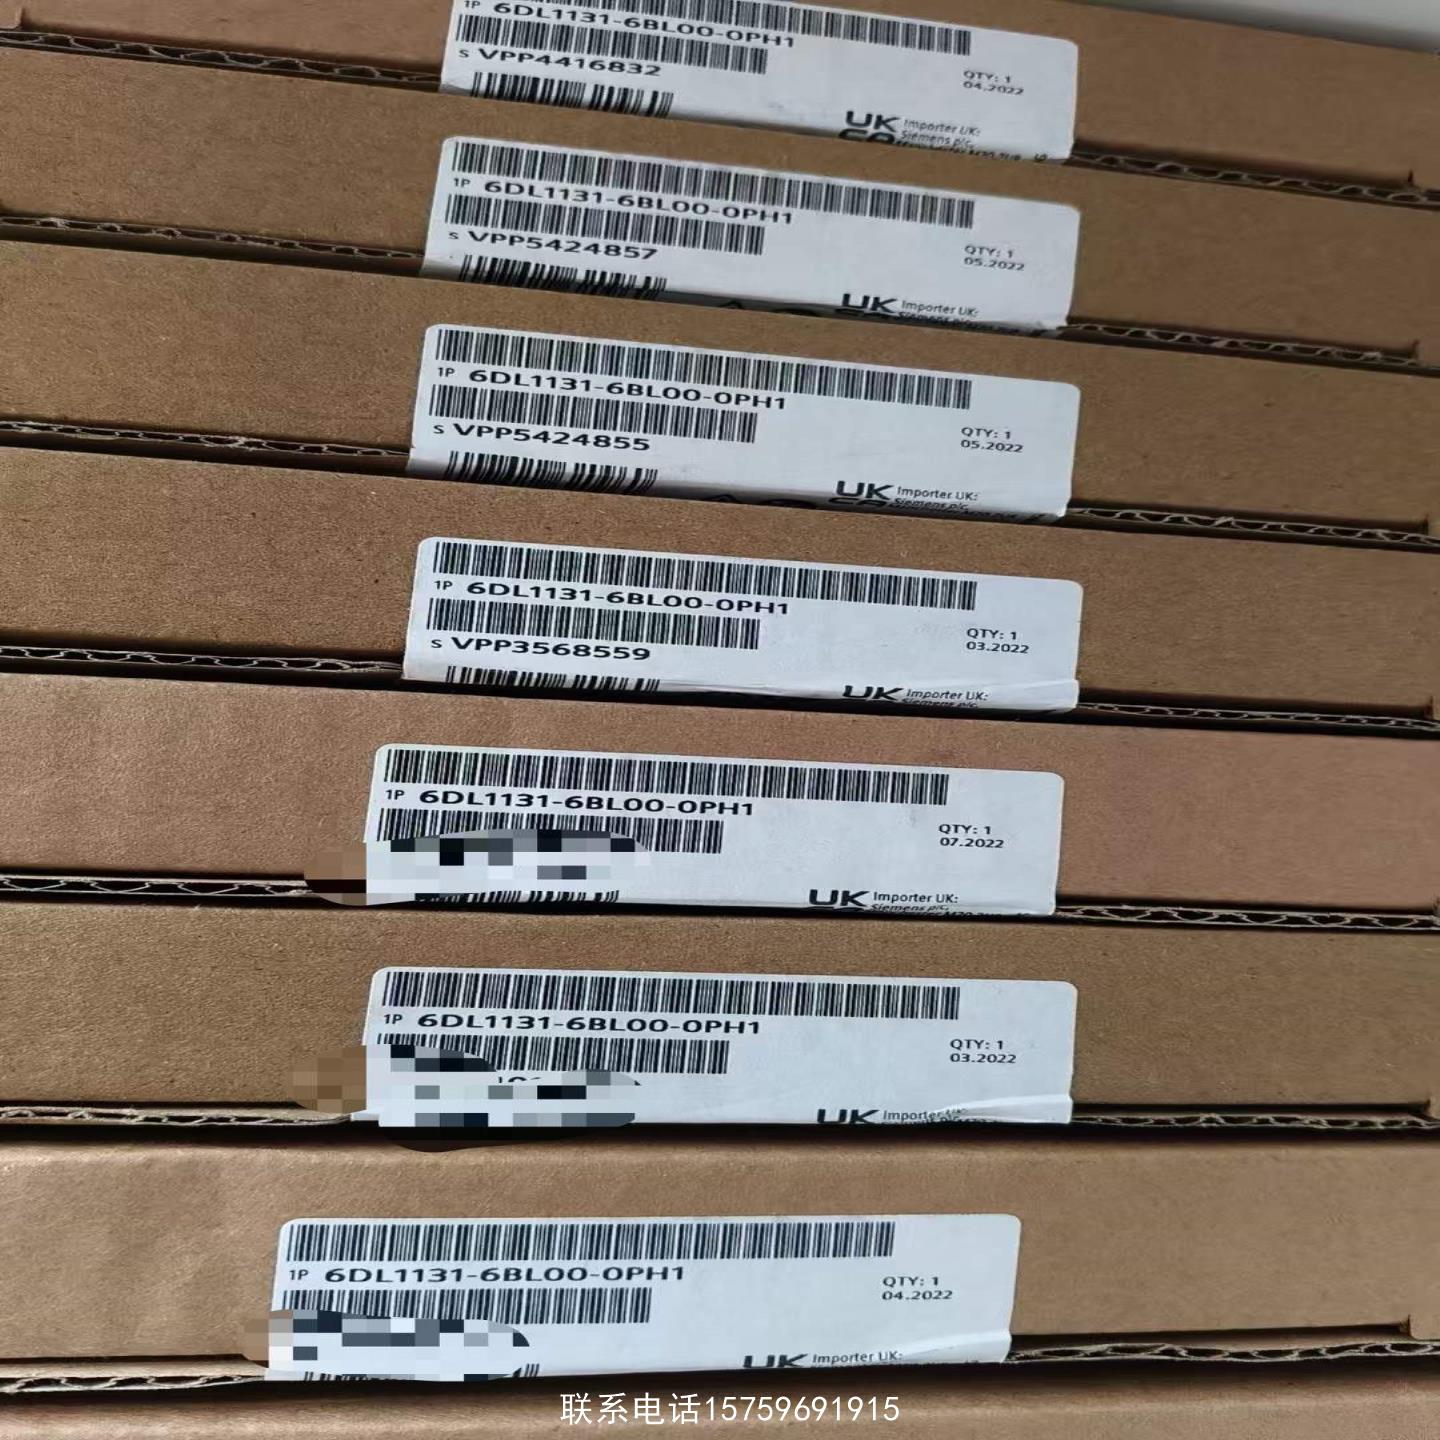 1P 6DL1131-6BL00-0PH1
S VPP4416832
QTY: 1
04.2022
UK
CA
Importer UK:
Siemens plc,
1P 6DL1131-6BL00-0PH1
S VPP5424857
QTY: 1
05.2022
UK
Importer UK:
Siemens plc,
1P 6DL1131-6BL00-0PH1
S VPP5424855
QTY: 1
05.2022
UK
CA
Importer UK:
Siemens plc,
1P 6DL1131-6BL00-0PH1
S VPP3568559
QTY: 1
03.2022
UK
Importer UK:
Siemens plc,
1P 6DL1131-6BL00-0PH1
QTY: 1
07.2022
UK
Importer UK:
Siemens plc,
1P 6DL1131-6BL00-0PH1
QTY: 1
03.2022
UK
Importer UK:
1P 6DL1131-6BL00-0PH1
QTY: 1
04.2022
UK
Importer UK:
联系电话15759691915